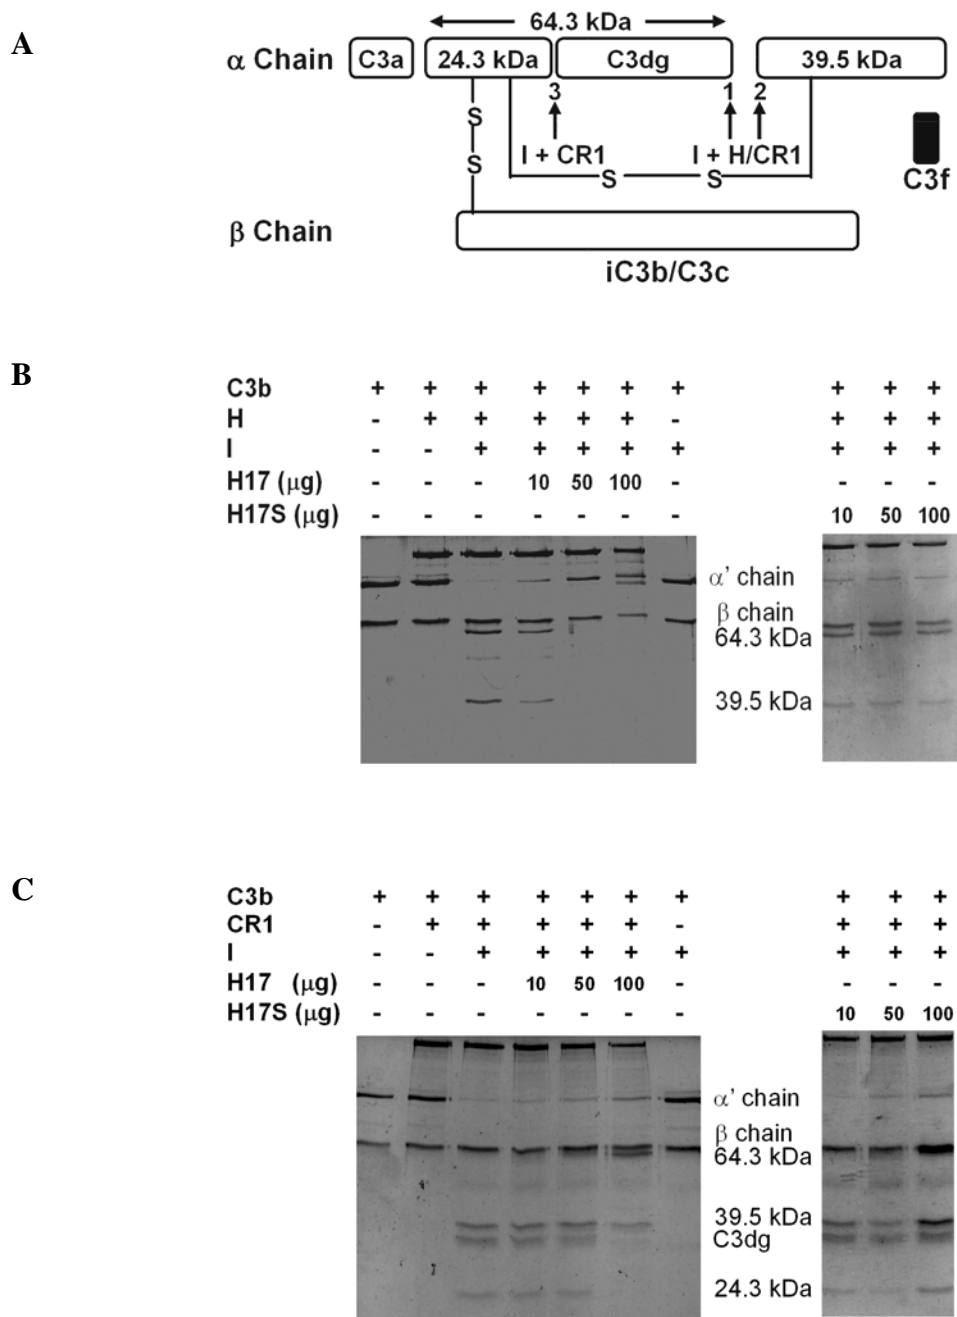 A
64.3 kDa
α Chain C3a 24.3 kDa C3dg 39.5 kDa
3 1 2
S
I + CR1 I + H/CR1
S
S S
C3f
β Chain
iC3b/C3c
B
C3b + + + + + + + + + +
H - + + + + + - + + +
I - - + + + + + + + +
H17 (μg) - - - 10 50 100 - - - -
H17S (μg) - - - - - - - 10 50 100
α' chain
β chain
64.3 kDa
39.5 kDa
C
C3b + + + + + + + + + +
CR1 - + + + + + - + + +
I - - + + + + + + + +
H17 (μg) - - - 10 50 100 - - - -
H17S (μg) - - - - - - - 10 50 100
α' chain
β chain
64.3 kDa
39.5 kDa
C3dg
24.3 kDa